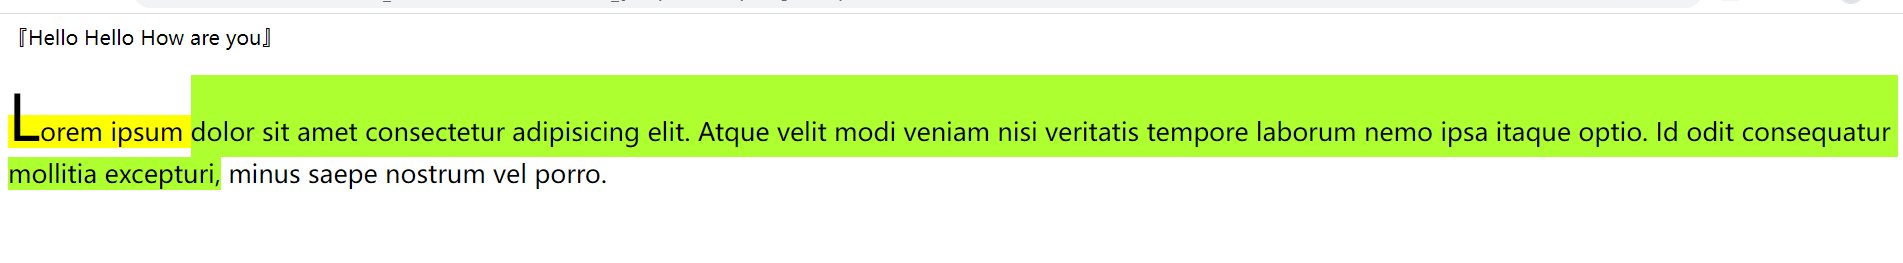 『Hello Hello How are you』
Lorem ipsum dolor sit amet consectetur adipisicing elit. Atque velit modi veniam nisi veritatis tempore laborum nemo ipsa itaque optio. Id odit consequatur
mollitia excepturi, minus saepe nostrum vel porro.